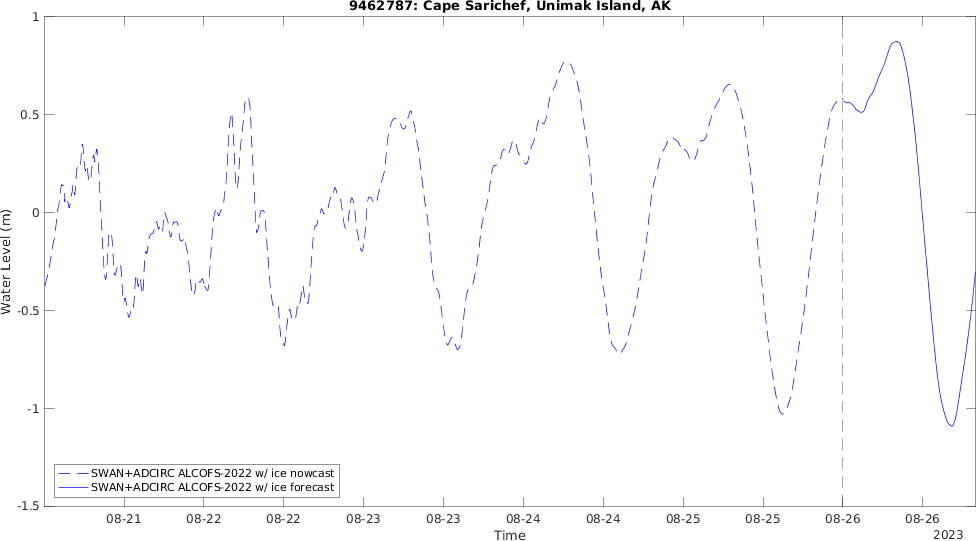 9462787: Cape Sarichef, Unimak Island, AK
1
0.5
0
-0.5
-1
-1.5
Water Level (m)
SWAN+ADCIRC ALCOFS-2022 w/ ice nowcast
SWAN+ADCIRC ALCOFS-2022 w/ ice forecast
08-21 08-22 08-22 08-23 08-23 08-24 08-24 08-25 08-25 08-26 08-26
Time
2023